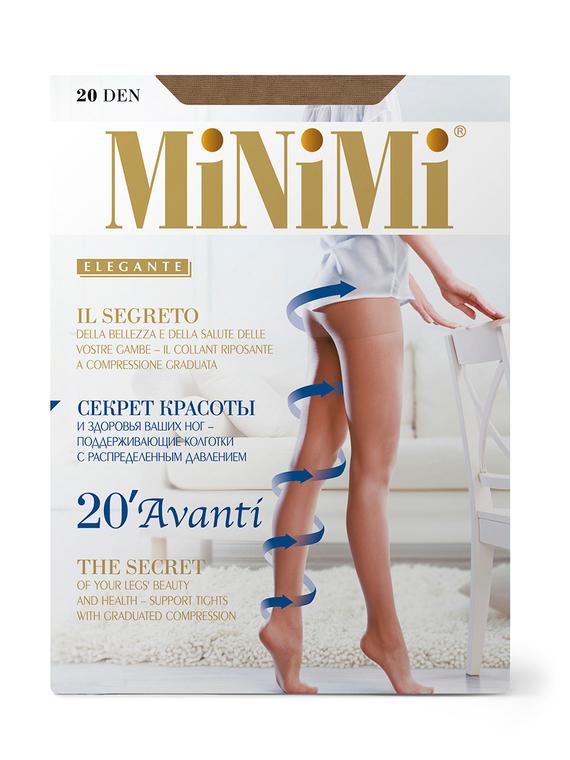 20 DEN
MiNiMi®
ELEGANTE
IL SEGRETO
DELLA BELLEZZA E DELLA SALUTE DELLE
VOSTRE GAMBE – IL COLLANT RIPOSANTE
A COMPRESSIONE GRADUATA
СЕКРЕТ КРАСОТЫ
И ЗДОРОВЬЯ ВАШИХ НОГ –
ПОДДЕРЖИВАЮЩИЕ КОЛГОТКИ
С РАСПРЕДЕЛЕННЫМ ДАВЛЕНИЕМ
20'Avanti
THE SECRET
OF YOUR LEGS' BEAUTY
AND HEALTH – SUPPORT TIGHTS
WITH GRADUATED COMPRESSION